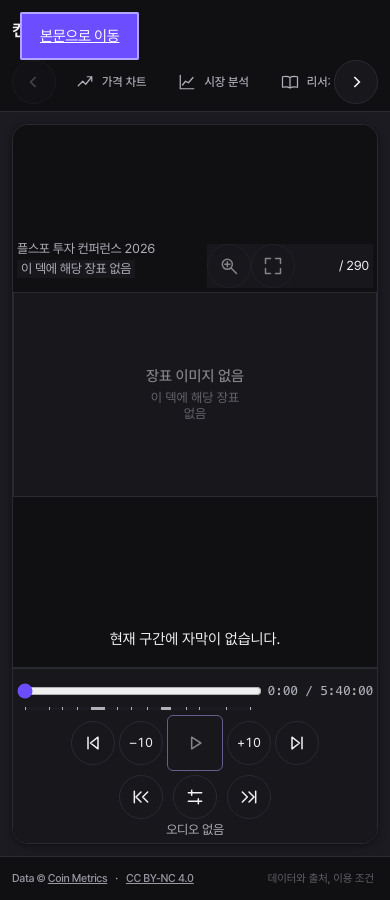 본문으로 이동
가격 차트
시장 분석
리서
플스포 투자 컨퍼런스 2026
이 덱에 해당 장표 없음
/ 290
장표 이미지 없음
이 덱에 해당 장표
없음
현재 구간에 자막이 없습니다.
0:00 / 5:40:00
−10
+10
오디오 없음
Data © Coin Metrics · CC BY-NC 4.0
데이터와 출처, 이용 조건